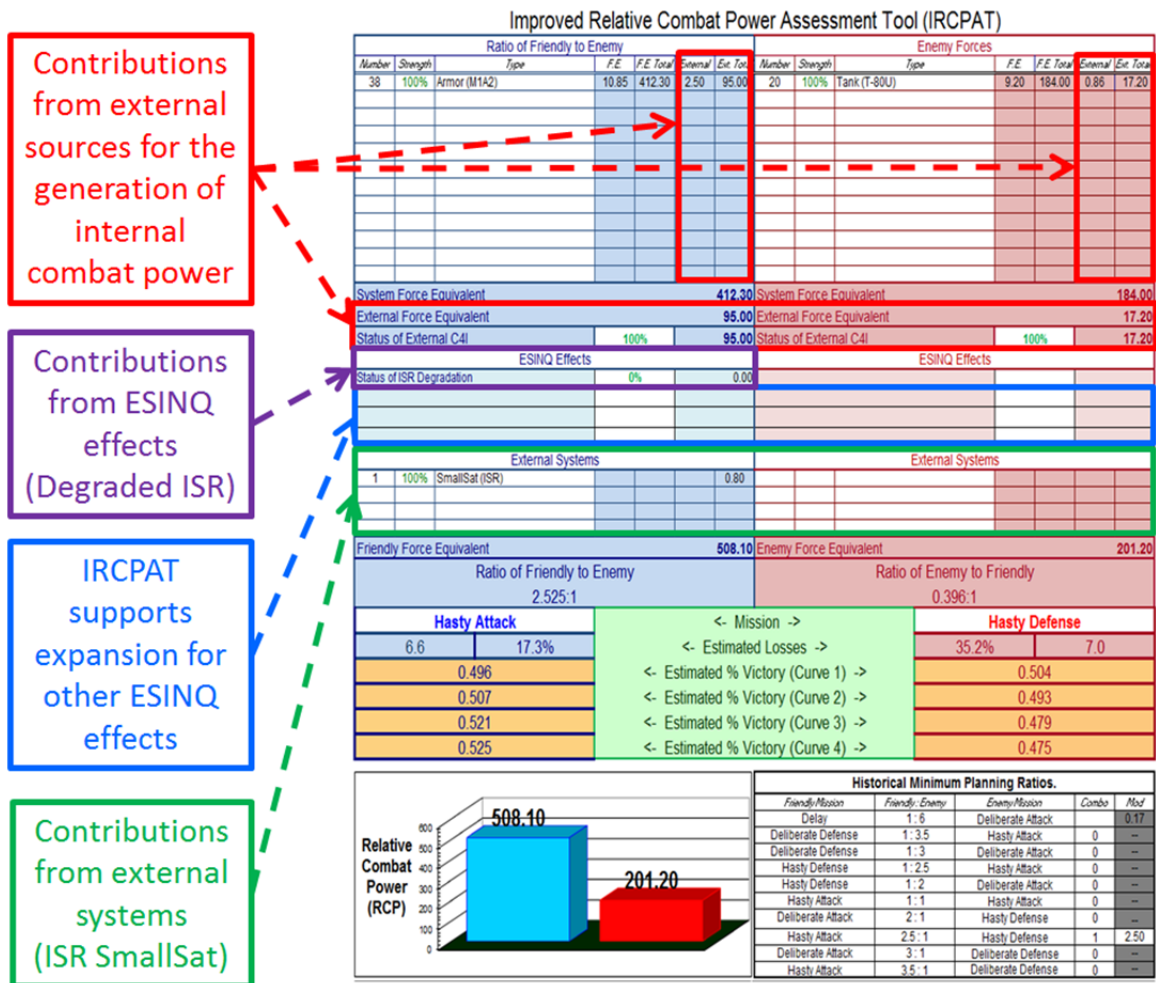 Improved Relative Combat Power Assessment Tool (IRCPAT)
Contributions
from external
sources for the
generation of
internal
combat power
Contributions
from ESINQ
effects
(Degraded ISR)
IRCPAT
supports
expansion for
other ESINQ
effects
Contributions
from external
systems
(ISR SmallSat)
Ratio of Friendly to Enemy Enemy Forces
Number Strength Type F.E. F.E. Total External Ext. Total Number Strength Type F.E. F.E. Total External Ext. Total
38 100% Armor (M1A2) 10.85 412.30 2.50 95.00 20 100% Tank (T-80U) 9.20 184.00 0.86 17.20
System Force Equivalent 412.30 System Force Equivalent 184.00
External Force Equivalent 95.00 External Force Equivalent 17.20
Status of External C4I 100% 95.00 Status of External C4I 100% 17.20
ESINQ Effects ESINQ Effects
Status of ISR Degradation 0% 0.00
External Systems External Systems
1 100% SmallSat (ISR) 0.80
Friendly Force Equivalent 508.10 Enemy Force Equivalent 201.20
Ratio of Friendly to Enemy Ratio of Enemy to Friendly
2.525:1 0.396:1
Hasty Attack <- Mission -> Hasty Defense
6.6 17.3% <- Estimated Losses -> 35.2% 7.0
0.496 <- Estimated % Victory (Curve 1) -> 0.504
0.507 <- Estimated % Victory (Curve 2) -> 0.493
0.521 <- Estimated % Victory (Curve 3) -> 0.479
0.525 <- Estimated % Victory (Curve 4) -> 0.475
Relative
Combat
Power
(RCP)
600
500
400
300
200
100
0
508.10
201.20
Historical Minimum Planning Ratios.
Friendly Mission Friendly : Enemy Enemy Mission Combo Mod
Delay 1 : 6 Deliberate Attack 0.17
Deliberate Defense 1 : 3.5 Hasty Attack 0 --
Deliberate Defense 1 : 3 Deliberate Attack 0 --
Hasty Defense 1 : 2.5 Hasty Attack 0 --
Hasty Defense 1 : 2 Deliberate Attack 0 --
Hasty Attack 1 : 1 Hasty Attack 0 --
Deliberate Attack 2 : 1 Hasty Defense 0 --
Hasty Attack 2.5 : 1 Hasty Defense 1 2.50
Deliberate Attack 3 : 1 Deliberate Defense 0 --
Hasty Attack 3.5 : 1 Deliberate Defense 0 --